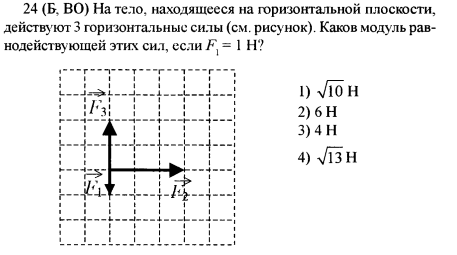 24 (Б, ВО) На тело, находящееся на горизонтальной плоскости,
действуют 3 горизонтальные силы (см. рисунок). Каков модуль рав-
нодействующей этих сил, если F₁ = 1 Н?
F₃
F₁
F₂
1) √10 Н
2) 6 Н
3) 4 Н
4) √13 Н